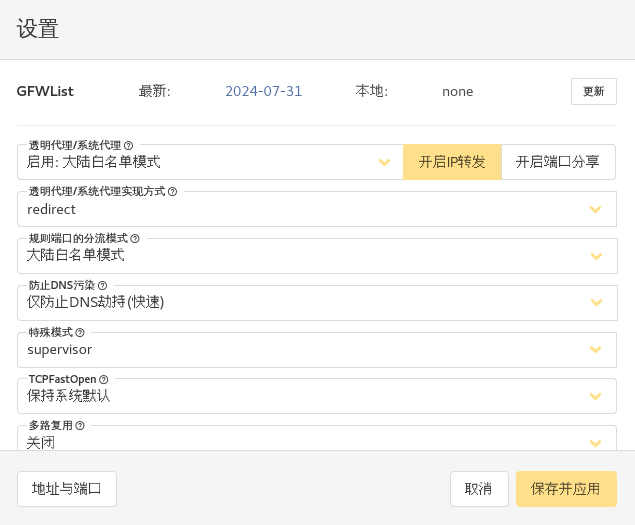 设置
GFWList 最新: 2024-07-31 本地: none 更新
透明代理/系统代理
启用: 大陆白名单模式 开启IP转发 开启端口分享
透明代理/系统代理实现方式
redirect
规则端口的分流模式
大陆白名单模式
防止DNS污染
仅防止DNS劫持(快速)
特殊模式
supervisor
TCPFastOpen
保持系统默认
多路复用
关闭
地址与端口 取消 保存并应用